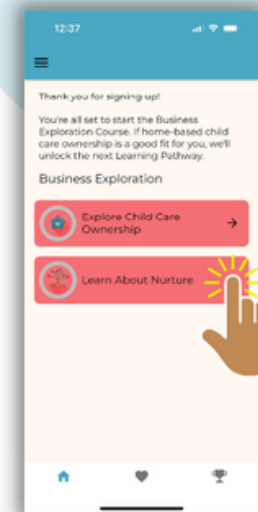 12:37
Thank you for signing up!
You're all set to start the Business
Exploration Course. If home-based child
care ownership is a good fit for you, we'll
unlock the next Learning Pathway.
Business Exploration
Explore Child Care
Ownership
Learn About Nurture